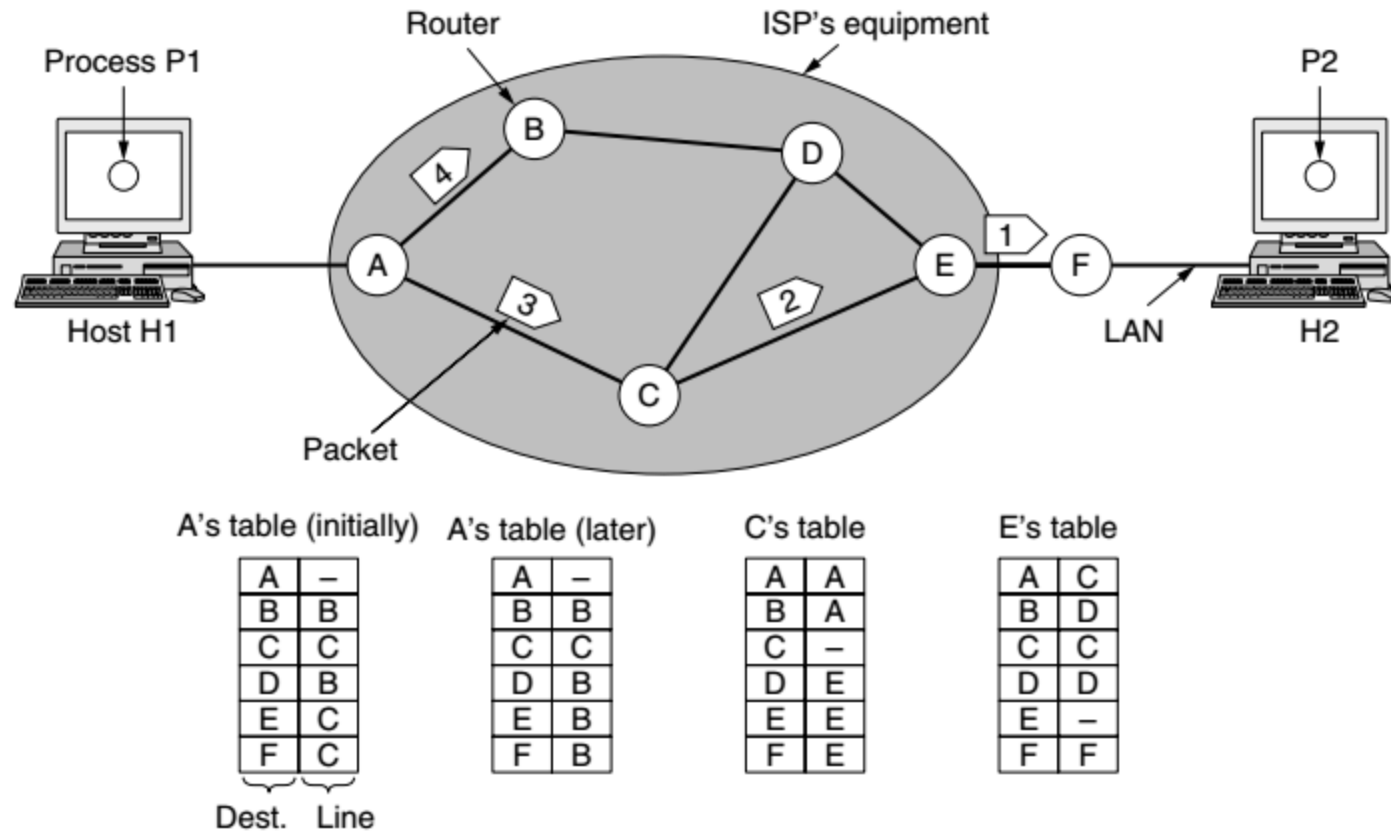 Router
ISP's equipment
Process P1
P2
B
D
4
1
A
E
F
3
2
Host H1
LAN
H2
C
Packet
A's table (initially)
A's table (later)
C's table
E's table
A –
A –
A A
A C
B B
B B
B A
B D
C C
C C
C –
C C
D B
D B
D E
D D
E C
E B
E E
E –
F C
F B
F E
F F
Dest. Line